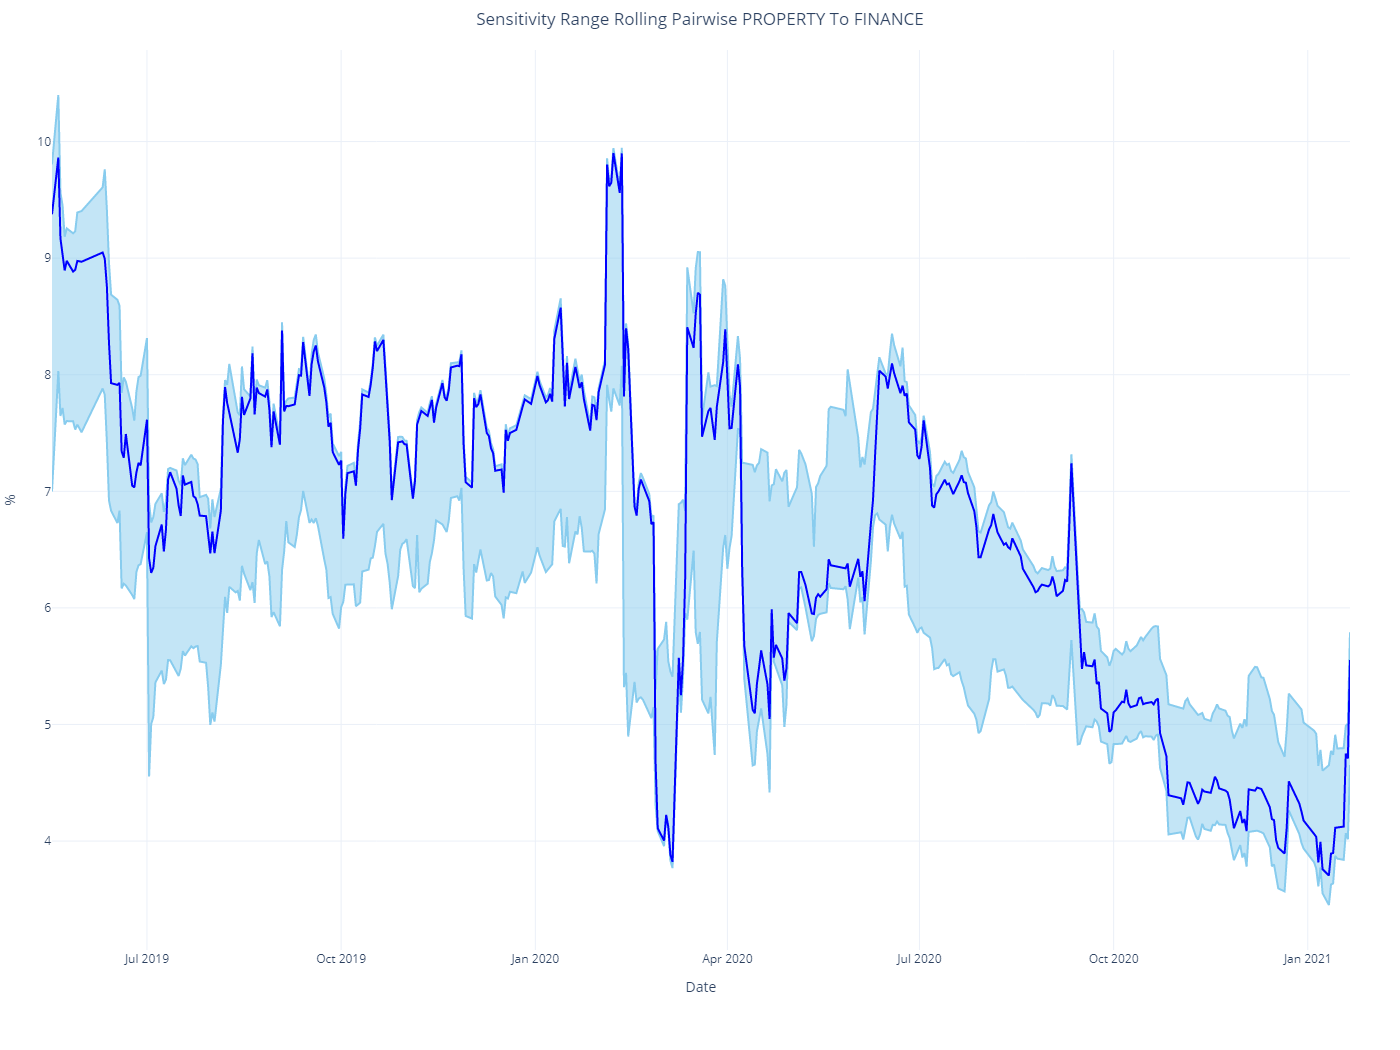 Sensitivity Range Rolling Pairwise PROPERTY To FINANCE
10
9
8
7
6
5
4
%
Jul 2019
Oct 2019
Jan 2020
Apr 2020
Jul 2020
Oct 2020
Jan 2021
Date